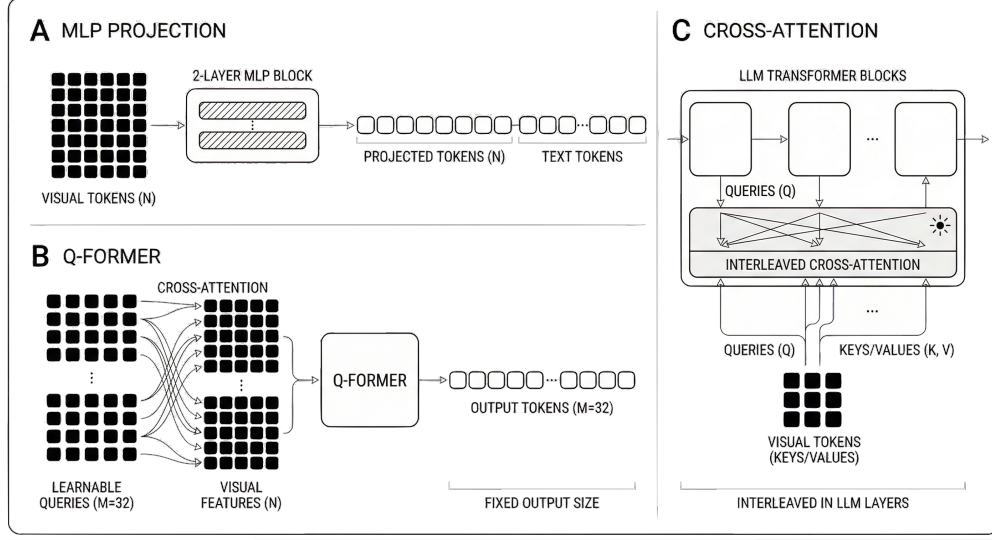 A MLP PROJECTION
2-LAYER MLP BLOCK
VISUAL TOKENS (N)
PROJECTED TOKENS (N)
TEXT TOKENS
B Q-FORMER
CROSS-ATTENTION
Q-FORMER
OUTPUT TOKENS (M=32)
LEARNABLE
QUERIES (M=32)
VISUAL
FEATURES (N)
FIXED OUTPUT SIZE
C CROSS-ATTENTION
LLM TRANSFORMER BLOCKS
QUERIES (Q)
INTERLEAVED CROSS-ATTENTION
QUERIES (Q)
KEYS/VALUES (K, V)
VISUAL TOKENS
(KEYS/VALUES)
INTERLEAVED IN LLM LAYERS